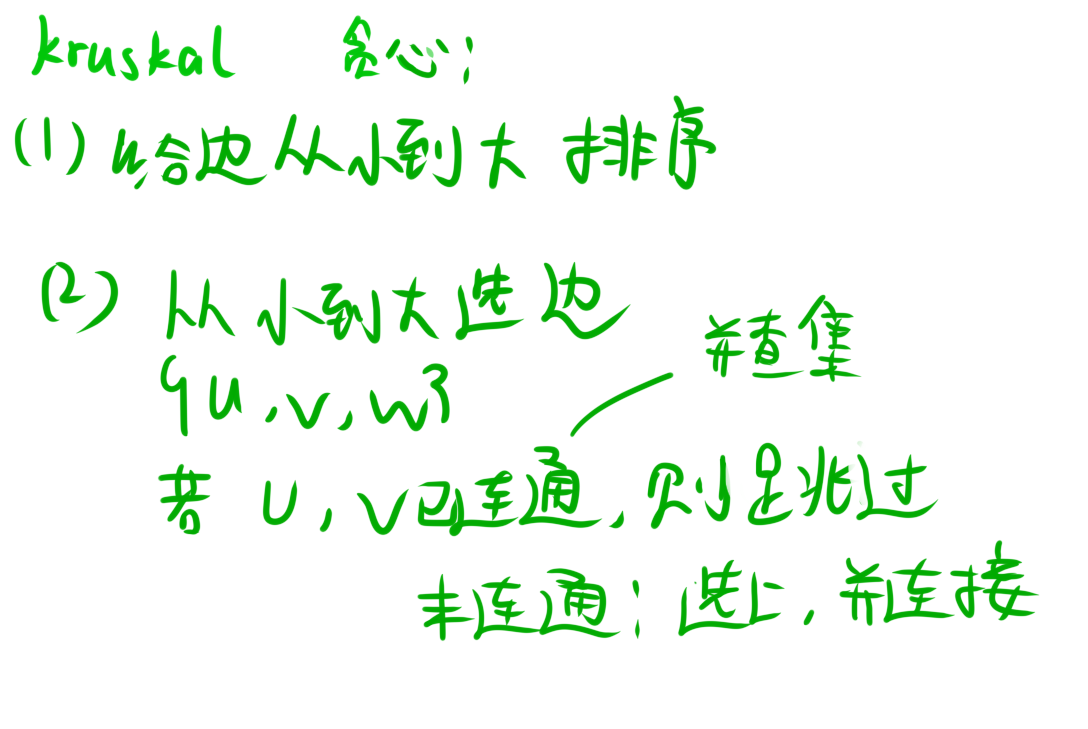 kruskal 贪心:
(1) 给边从小到大 排序
(2) 从小到大选边
{u,v,w}
并查集
若 u,v已连通,则跳过
未连通:选上,并连接